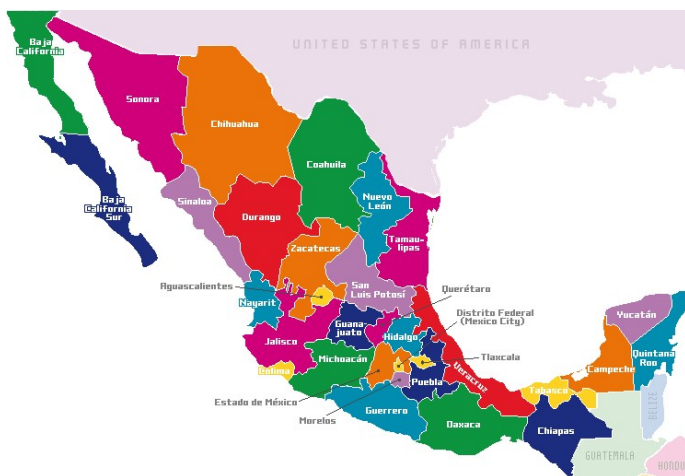 Baja
California
UNITED STATES OF AMERICA
Sonora
Chihuahua
Coahuila
Nuevo
León
Baja
California
Sur
Sinaloa
Durango
Tamau-
lipas
Zacatecas
Aguascalientes
San
Luis Potosí
Querétaro
Nayarit
Guana-
juato
Distrito Federal
(Mexico City)
Yucatán
Jalisco
Hidalgo
Quintana
Roo
Michoacán
Tlaxcala
Colima
Veracruz
Campeche
Puebla
Tabasco
Estado de México
Morelos
Guerrero
Oaxaca
Chiapas
BELIZE
GUATEMALA
HONDU